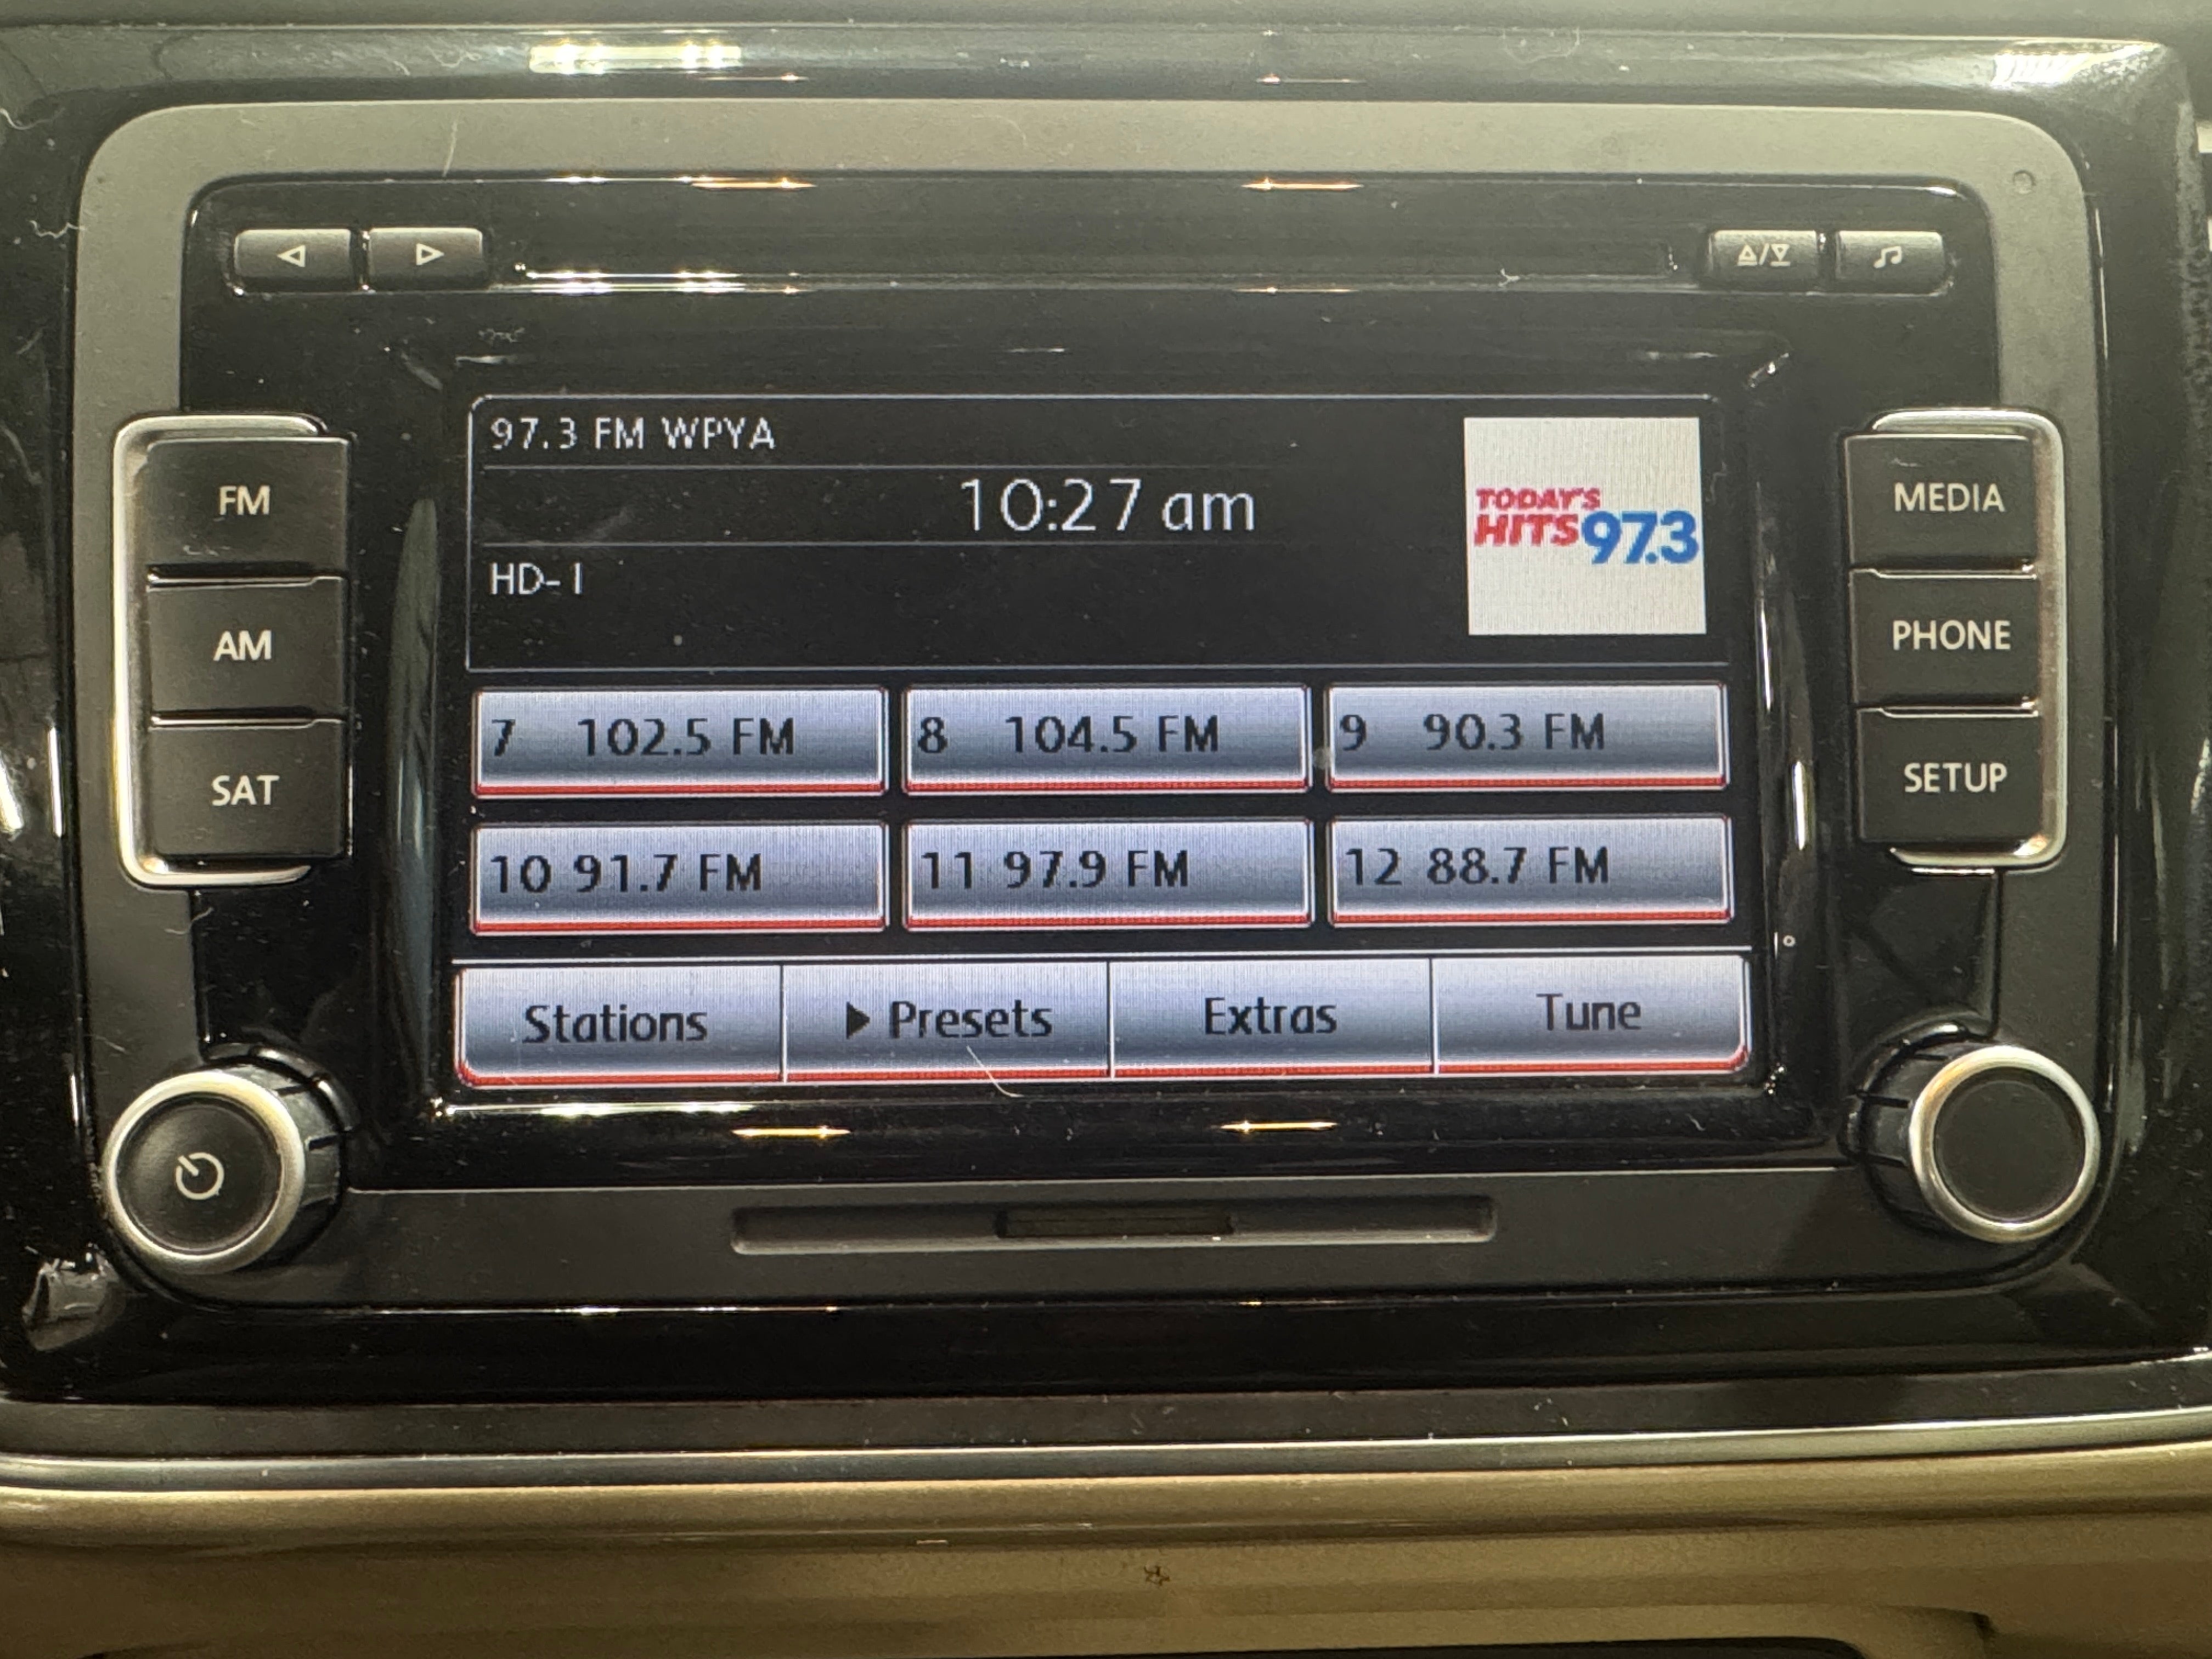 97.3 FM WPYA
10:27 am
HD-1
TODAY'S
HITS 97.3
FM
AM
SAT
MEDIA
PHONE
SETUP
7 102.5 FM
8 104.5 FM
9 90.3 FM
10 91.7 FM
11 97.9 FM
12 88.7 FM
Stations
Presets
Extras
Tune